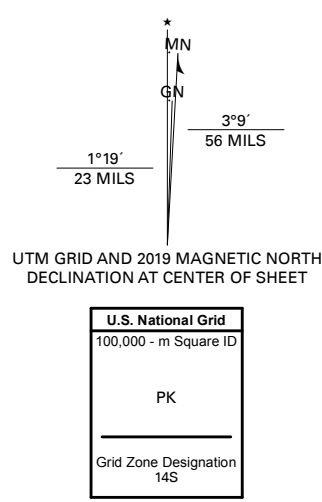 ★
MN
GN
3°9´
56 MILS
1°19´
23 MILS
UTM GRID AND 2019 MAGNETIC NORTH
DECLINATION AT CENTER OF SHEET
U.S. National Grid
100,000 - m Square ID
PK
Grid Zone Designation
14S